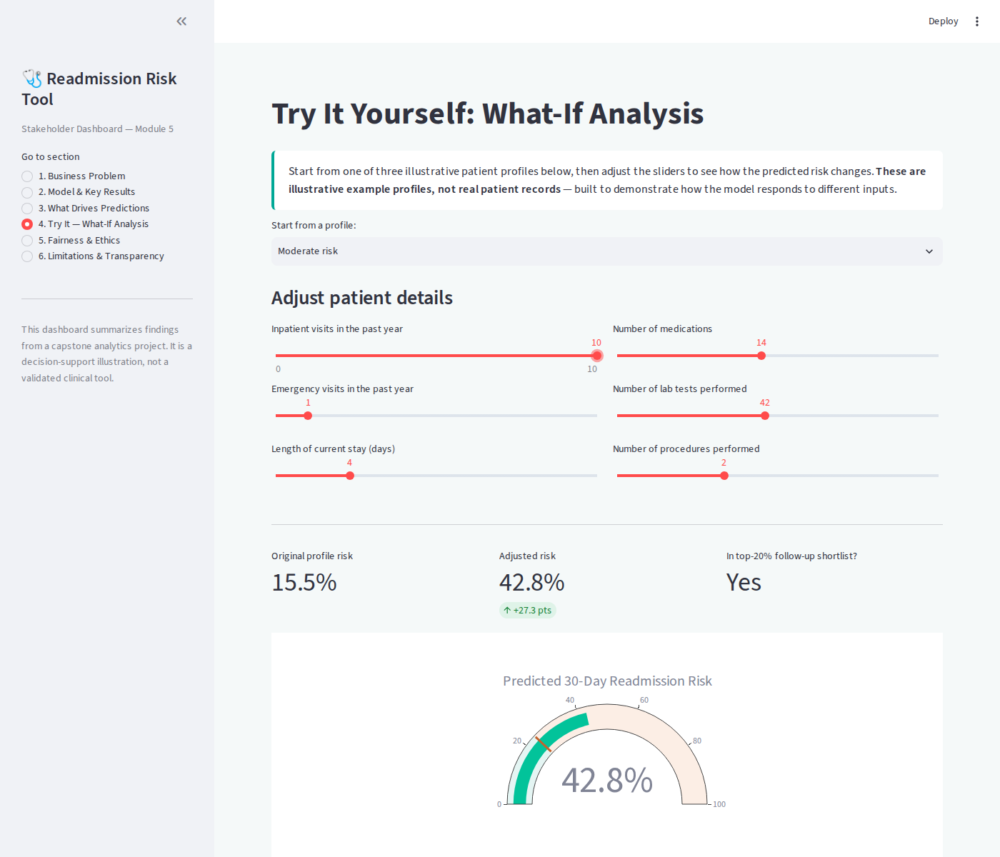 Deploy
🩺 Readmission Risk
Tool
Stakeholder Dashboard — Module 5
Go to section
1. Business Problem
2. Model & Key Results
3. What Drives Predictions
4. Try It — What-If Analysis
5. Fairness & Ethics
6. Limitations & Transparency
This dashboard summarizes findings
from a capstone analytics project. It is a
decision-support illustration, not a
validated clinical tool.
Try It Yourself: What-If Analysis
Start from one of three illustrative patient profiles below, then adjust the sliders to see how the predicted risk changes. These are
illustrative example profiles, not real patient records — built to demonstrate how the model responds to different inputs.
Start from a profile:
Moderate risk
Adjust patient details
Inpatient visits in the past year
10
0
10
Number of medications
14
Emergency visits in the past year
1
Number of lab tests performed
42
Length of current stay (days)
4
Number of procedures performed
2
Original profile risk
15.5%
Adjusted risk
42.8%
↑ +27.3 pts
In top-20% follow-up shortlist?
Yes
Predicted 30-Day Readmission Risk
0
20
40
60
80
100
42.8%